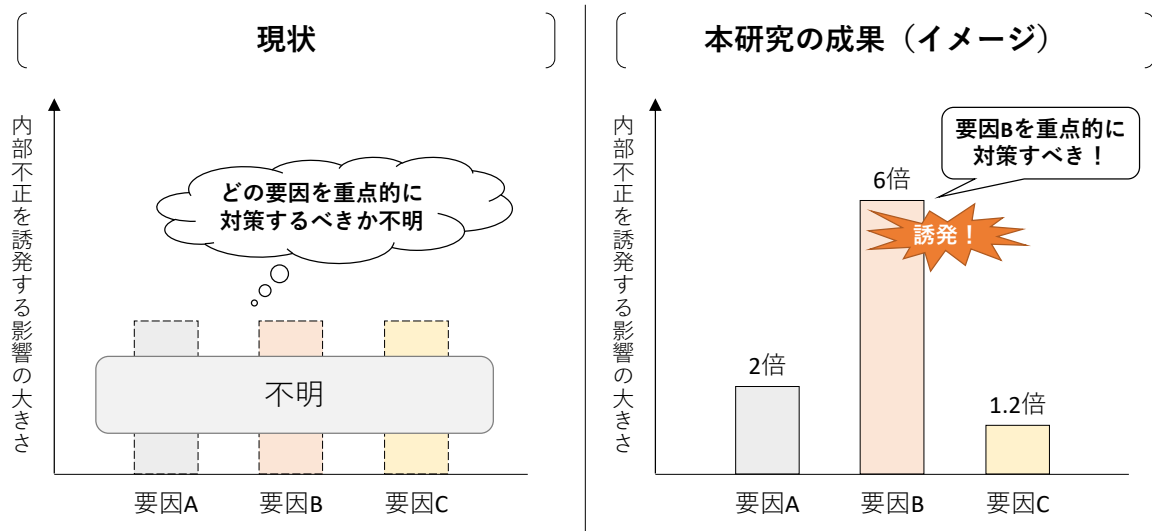 現状
内部不正を誘発する影響の大きさ
どの要因を重点的に
対策するべきか不明
不明
要因A
要因B
要因C
本研究の成果（イメージ）
内部不正を誘発する影響の大きさ
要因Bを重点的に
対策すべき！
6倍
誘発！
2倍
1.2倍
要因A
要因B
要因C